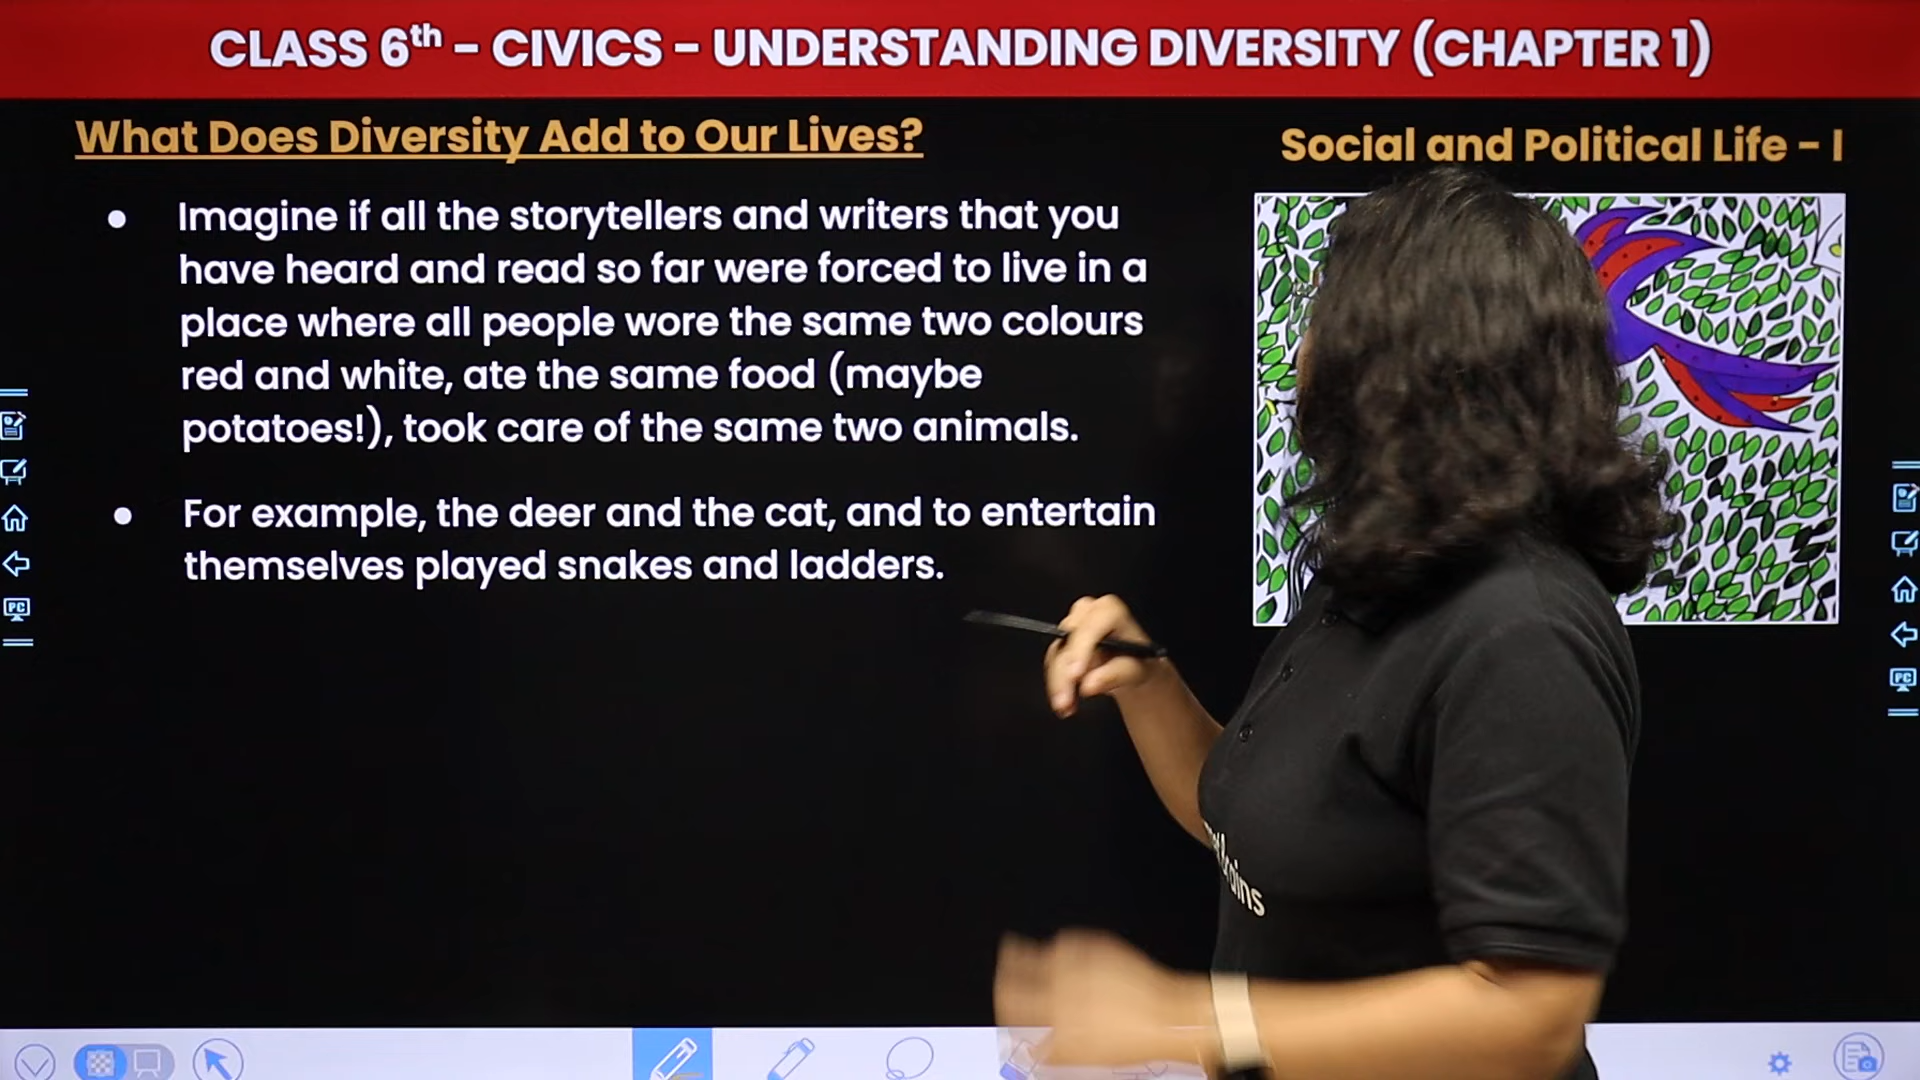 CLASS 6th - CIVICS - UNDERSTANDING DIVERSITY (CHAPTER 1)
What Does Diversity Add to Our Lives?
Social and Political Life - I
● Imagine if all the storytellers and writers that you
have heard and read so far were forced to live in a
place where all people wore the same two colours
red and white, ate the same food (maybe
potatoes!), took care of the same two animals.
● For example, the deer and the cat, and to entertain
themselves played snakes and ladders.
PC
PC